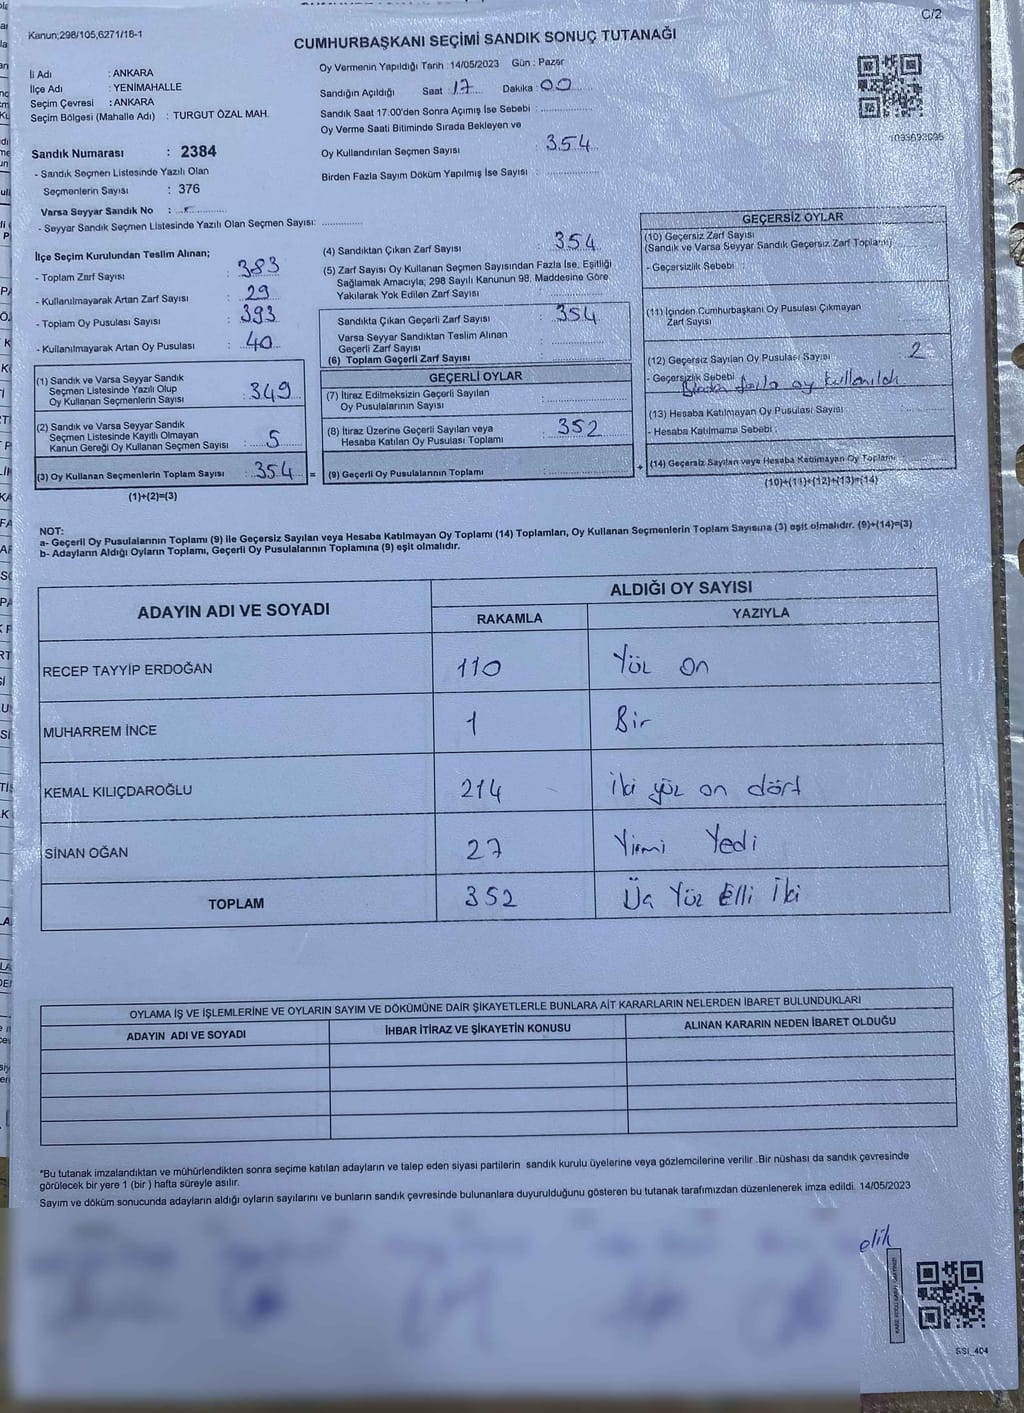 C/2
Kanun;298/105,6271/16-1
CUMHURBAŞKANI SEÇİMİ SANDIK SONUÇ TUTANAĞI
İli Adı : ANKARA
İlçe Adı : YENİMAHALLE
Seçim Çevresi : ANKARA
Seçim Bölgesi (Mahalle Adı) : TURGUT ÖZAL MAH.
Sandık Numarası : 2384
- Sandık Seçmen Listesinde Yazılı Olan
Seçmenlerin Sayısı : 376
Varsa Seyyar Sandık No :
- Seyyar Sandık Seçmen Listesinde Yazılı Olan Seçmen Sayısı:
Oy Vermenin Yapıldığı Tarih :14/05/2023 Gün : Pazar
Sandığın Açıldığı Saat :17 Dakika :00
Sandık Saat 17:00'den Sonra Açımış İse Sebebi :
Oy Verme Saati Bitiminde Sırada Bekleyen ve
Oy Kullandırılan Seçmen Sayısı : 354
Birden Fazla Sayım Döküm Yapılmış İse Sayısı :
İlçe Seçim Kurulundan Teslim Alınan;
- Toplam Zarf Sayısı : 383
- Kullanılmayarak Artan Zarf Sayısı : 29
- Toplam Oy Pusulası Sayısı : 393
- Kullanılmayarak Artan Oy Pusulası : 40
(1) Sandık ve Varsa Seyyar Sandık
Seçmen Listesinde Yazılı Olup
Oy Kullanan Seçmenlerin Sayısı : 349
(2) Sandık ve Varsa Seyyar Sandık
Seçmen Listesinde Kayıtlı Olmayan
Kanun Gereği Oy Kullanan Seçmen Sayısı : 5
(3) Oy Kullanan Seçmenlerin Toplam Sayısı : 354 =
(1)+(2)=(3)
(4) Sandıktan Çıkan Zarf Sayısı : 354
(5) Zarf Sayısı Oy Kullanan Seçmen Sayısından Fazla İse, Eşitliği
Sağlamak Amacıyla; 298 Sayılı Kanunun 98. Maddesine Göre
Yakılarak Yok Edilen Zarf Sayısı :
Sandıkta Çıkan Geçerli Zarf Sayısı : 354
Varsa Seyyar Sandıktan Teslim Alınan
Geçerli Zarf Sayısı :
(6) Toplam Geçerli Zarf Sayısı :
GEÇERLİ OYLAR
(7) İtiraz Edilmeksizin Geçerli Sayılan
Oy Pusulalarının Sayısı :
(8) İtiraz Üzerine Geçerli Sayılan veya
Hesaba Katılan Oy Pusulası Toplamı : 352
(9) Geçerli Oy Pusulalarının Toplamı : +
GEÇERSİZ OYLAR
(10) Geçersiz Zarf Sayısı
(Sandık ve Varsa Seyyar Sandık Geçersiz Zarf Toplamı)
- Geçersizlik Sebebi
(11) İçinden Cumhurbaşkanı Oy Pusulası Çıkmayan
Zarf Sayısı
(12) Geçersiz Sayılan Oy Pusulası Sayısı 2
- Geçersizlik Sebebi : fazla oy kullanıldı
(13) Hesaba Katılmayan Oy Pusulası Sayısı :
- Hesaba Katılmama Sebebi :
(14) Geçersiz Sayılan veya Hesaba Katılmayan Oy Toplamı
(10)+(11)+(12)+(13)=(14)
NOT:
a- Geçerli Oy Pusulalarının Toplamı (9) ile Geçersiz Sayılan veya Hesaba Katılmayan Oy Toplamı (14) Toplamları, Oy Kullanan Seçmenlerin Toplam Sayısına (3) eşit olmalıdır. (9)+(14)=(3)
b- Adayların Aldığı Oyların Toplamı, Geçerli Oy Pusulalarının Toplamına (9) eşit olmalıdır.
ADAYIN ADI VE SOYADI ALDIĞI OY SAYISI
RAKAMLA YAZIYLA
RECEP TAYYİP ERDOĞAN 110 Yüz on
MUHARREM İNCE 1 Bir
KEMAL KILIÇDAROĞLU 214 iki yüz on dört
SİNAN OĞAN 27 Yirmi Yedi
TOPLAM 352 Üç Yüz Elli İki
OYLAMA İŞ VE İŞLEMLERİNE VE OYLARIN SAYIM VE DÖKÜMÜNE DAİR ŞİKAYETLERLE BUNLARA AİT KARARLARIN NELERDEN İBARET BULUNDUKLARI
ADAYIN ADI VE SOYADI İHBAR İTİRAZ VE ŞİKAYETİN KONUSU ALINAN KARARIN NEDEN İBARET OLDUĞU
*Bu tutanak imzalandıktan ve mühürlendikten sonra seçime katılan adayların ve talep eden siyasi partilerin sandık kurulu üyelerine veya gözlemcilerine verilir .Bir nüshası da sandık çevresinde
görülecek bir yere 1 (bir ) hafta süreyle asılır.
Sayım ve döküm sonucunda adayların aldığı oyların sayılarını ve bunların sandık çevresinde bulunanlara duyurulduğunu gösteren bu tutanak tarafımızdan düzenlenerek imza edildi. 14/05/2023
elik
SSI_404